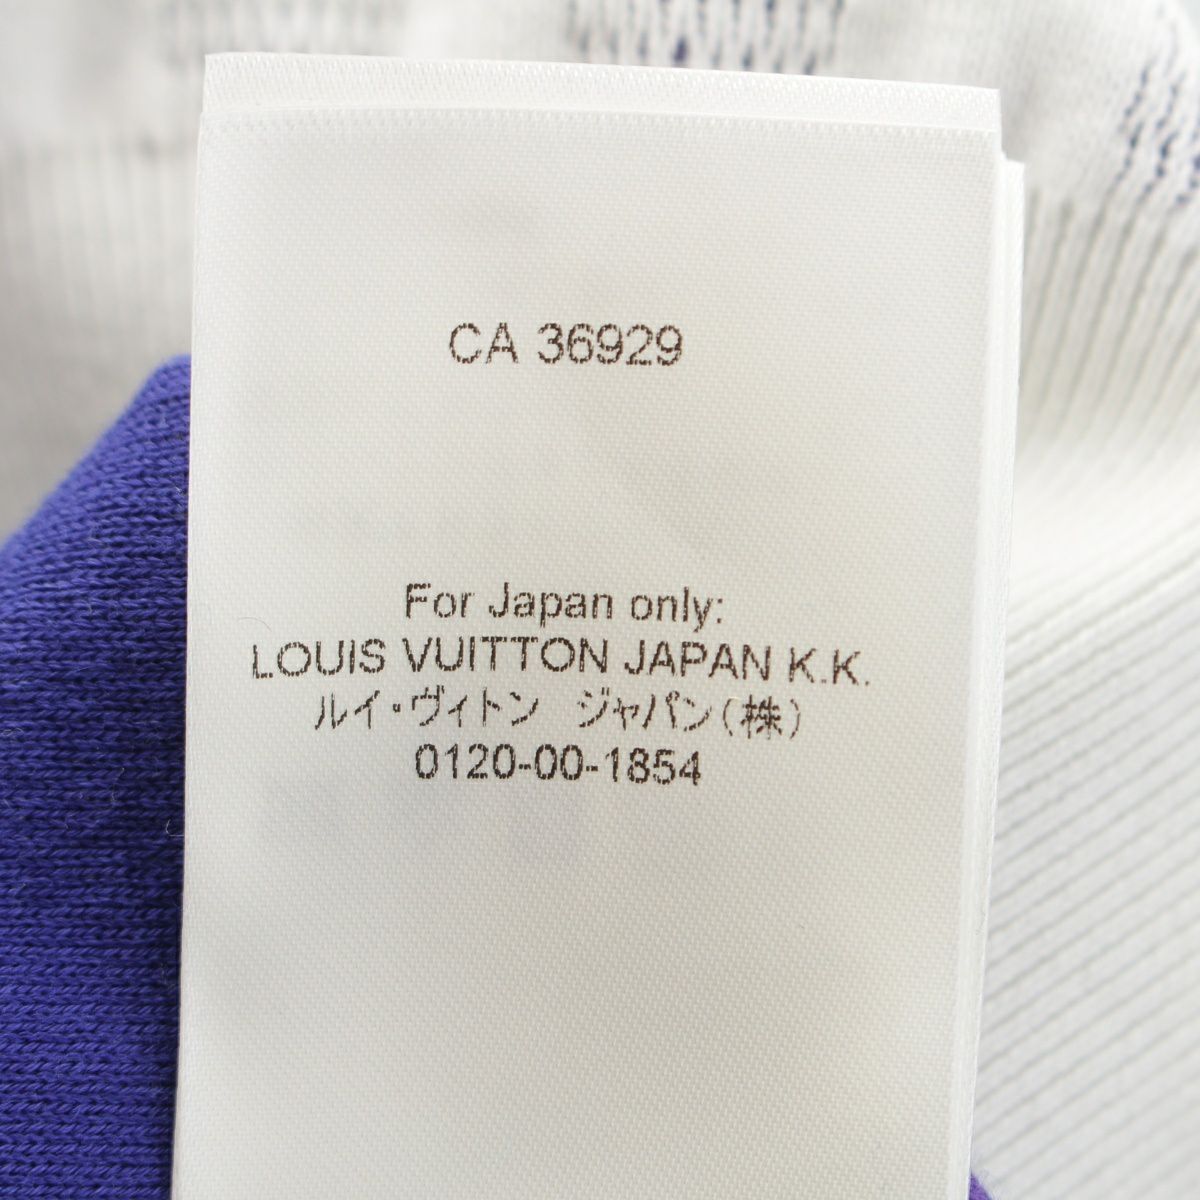 CA 36929
For Japan only:
LOUIS VUITTON JAPAN K.K.
ルイ・ヴィトン　ジャパン(株)
0120-00-1854